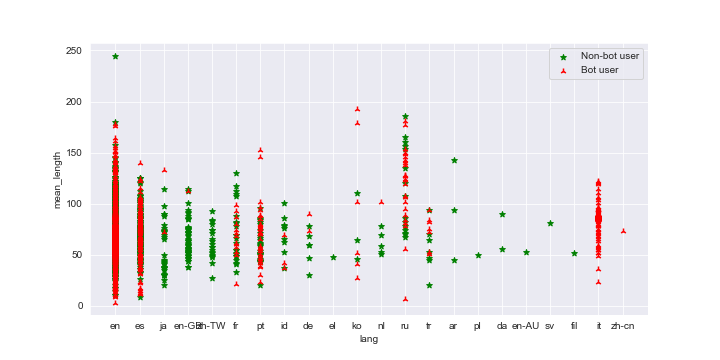 250
200
150
100
50
0
mean_length
Non-bot user
Bot user
en es ja en-GB zh-TW fr pt id de el ko nl ru tr ar pl da en-AU sv fil it zh-cn
lang